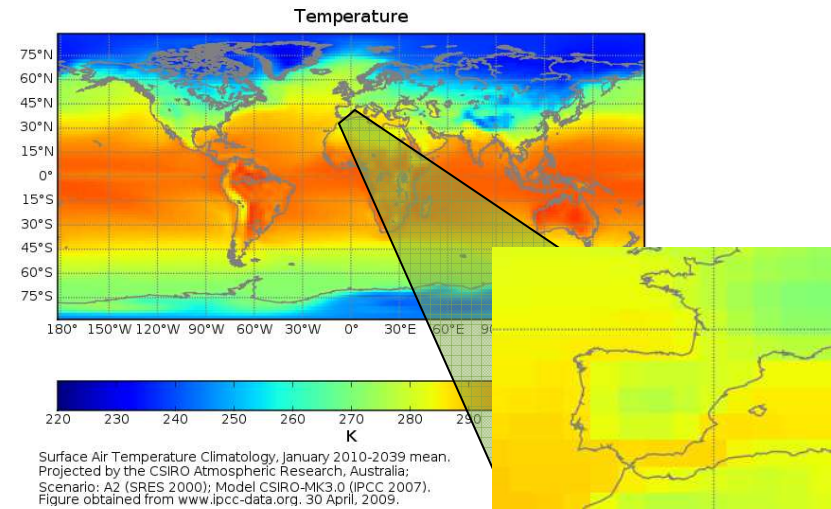 Temperature
75°N
60°N
45°N
30°N
15°N
0°
15°S
30°S
45°S
60°S
75°S
180° 150°W 120°W 90°W 60°W 30°W 0° 30°E 60°E
220 230 240 250 260 270 280 290
K
Surface Air Temperature Climatology, January 2010-2039 mean.
Projected by the CSIRO Atmospheric Research, Australia;
Scenario: A2 (SRES 2000); Model CSIRO-MK3.0 (IPCC 2007).
Figure obtained from www.ipcc-data.org. 30 April, 2009.